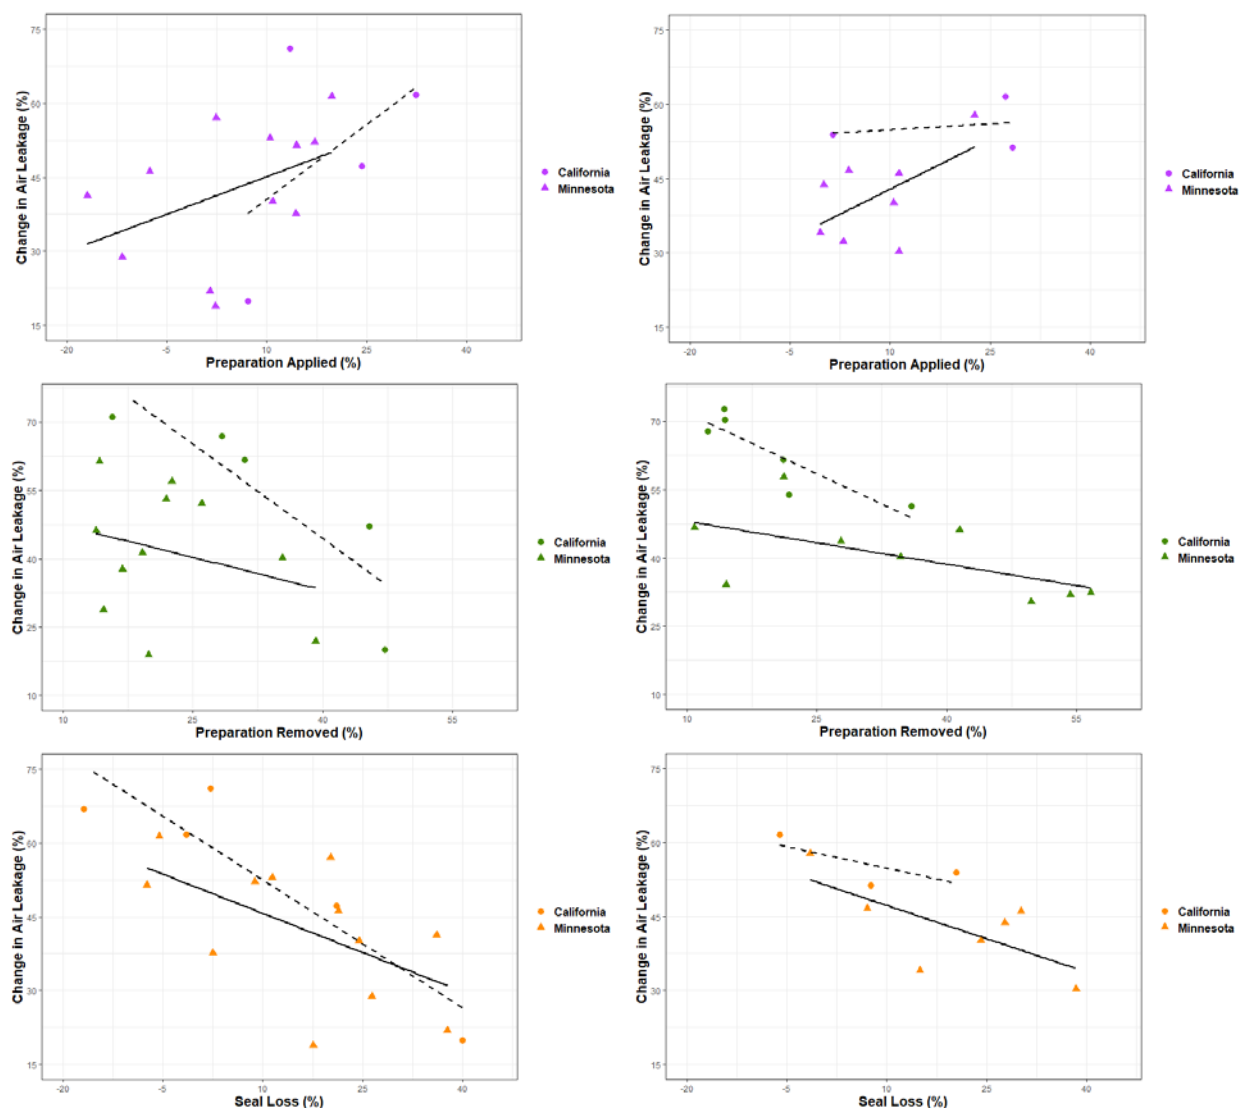 75
60
45
30
15
Change in Air Leakage (%)
-20 -5 10 25 40
Preparation Applied (%)
California
Minnesota
75
60
45
30
15
Change in Air Leakage (%)
-20 -5 10 25 40
Preparation Applied (%)
California
Minnesota
70
55
40
25
10
Change in Air Leakage (%)
10 25 40 55
Preparation Removed (%)
California
Minnesota
70
55
40
25
10
Change in Air Leakage (%)
10 25 40 55
Preparation Removed (%)
California
Minnesota
75
60
45
30
15
Change in Air Leakage (%)
-20 -5 10 25 40
Seal Loss (%)
California
Minnesota
75
60
45
30
15
Change in Air Leakage (%)
-20 -5 10 25 40
Seal Loss (%)
California
Minnesota